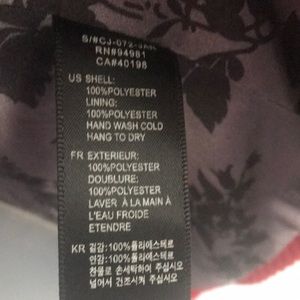 S/#CJ-072-JAK
RN#94981
CA#40198
US SHELL:
100%POLYESTER
LINING:
100%POLYESTER
HAND WASH COLD
HANG TO DRY
FR EXTERIEUR:
100%POLYESTER
DOUBLURE:
100%POLYESTER
LAVER À LA MAIN À
L'EAU FROIDE
ETENDRE
KR 겉감:100%폴리에스테르
안감:100%폴리에스테르
찬물로 손세탁하여 주십시오
널어서 건조시켜 주십시오